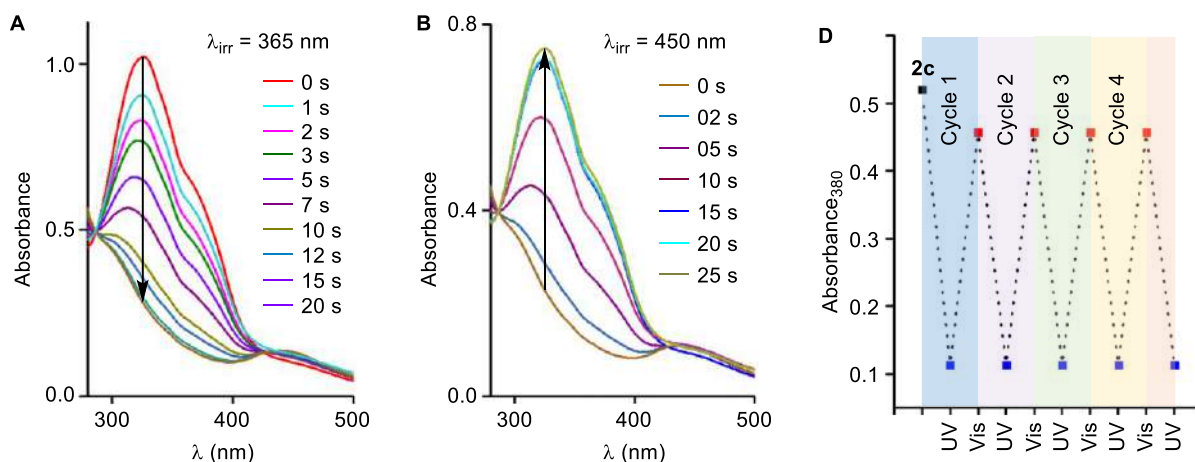 A
λirr = 365 nm
0 s
1 s
2 s
3 s
5 s
7 s
10 s
12 s
15 s
20 s
Absorbance
1.0
0.5
0.0
300
400
500
λ (nm)
B
λirr = 450 nm
0 s
02 s
05 s
10 s
15 s
20 s
25 s
Absorbance
0.8
0.4
0.0
300
400
500
λ (nm)
D
2c
Cycle 1
Cycle 2
Cycle 3
Cycle 4
Absorbance380
0.5
0.4
0.3
0.2
0.1
UV
Vis
UV
Vis
UV
Vis
UV
Vis
UV